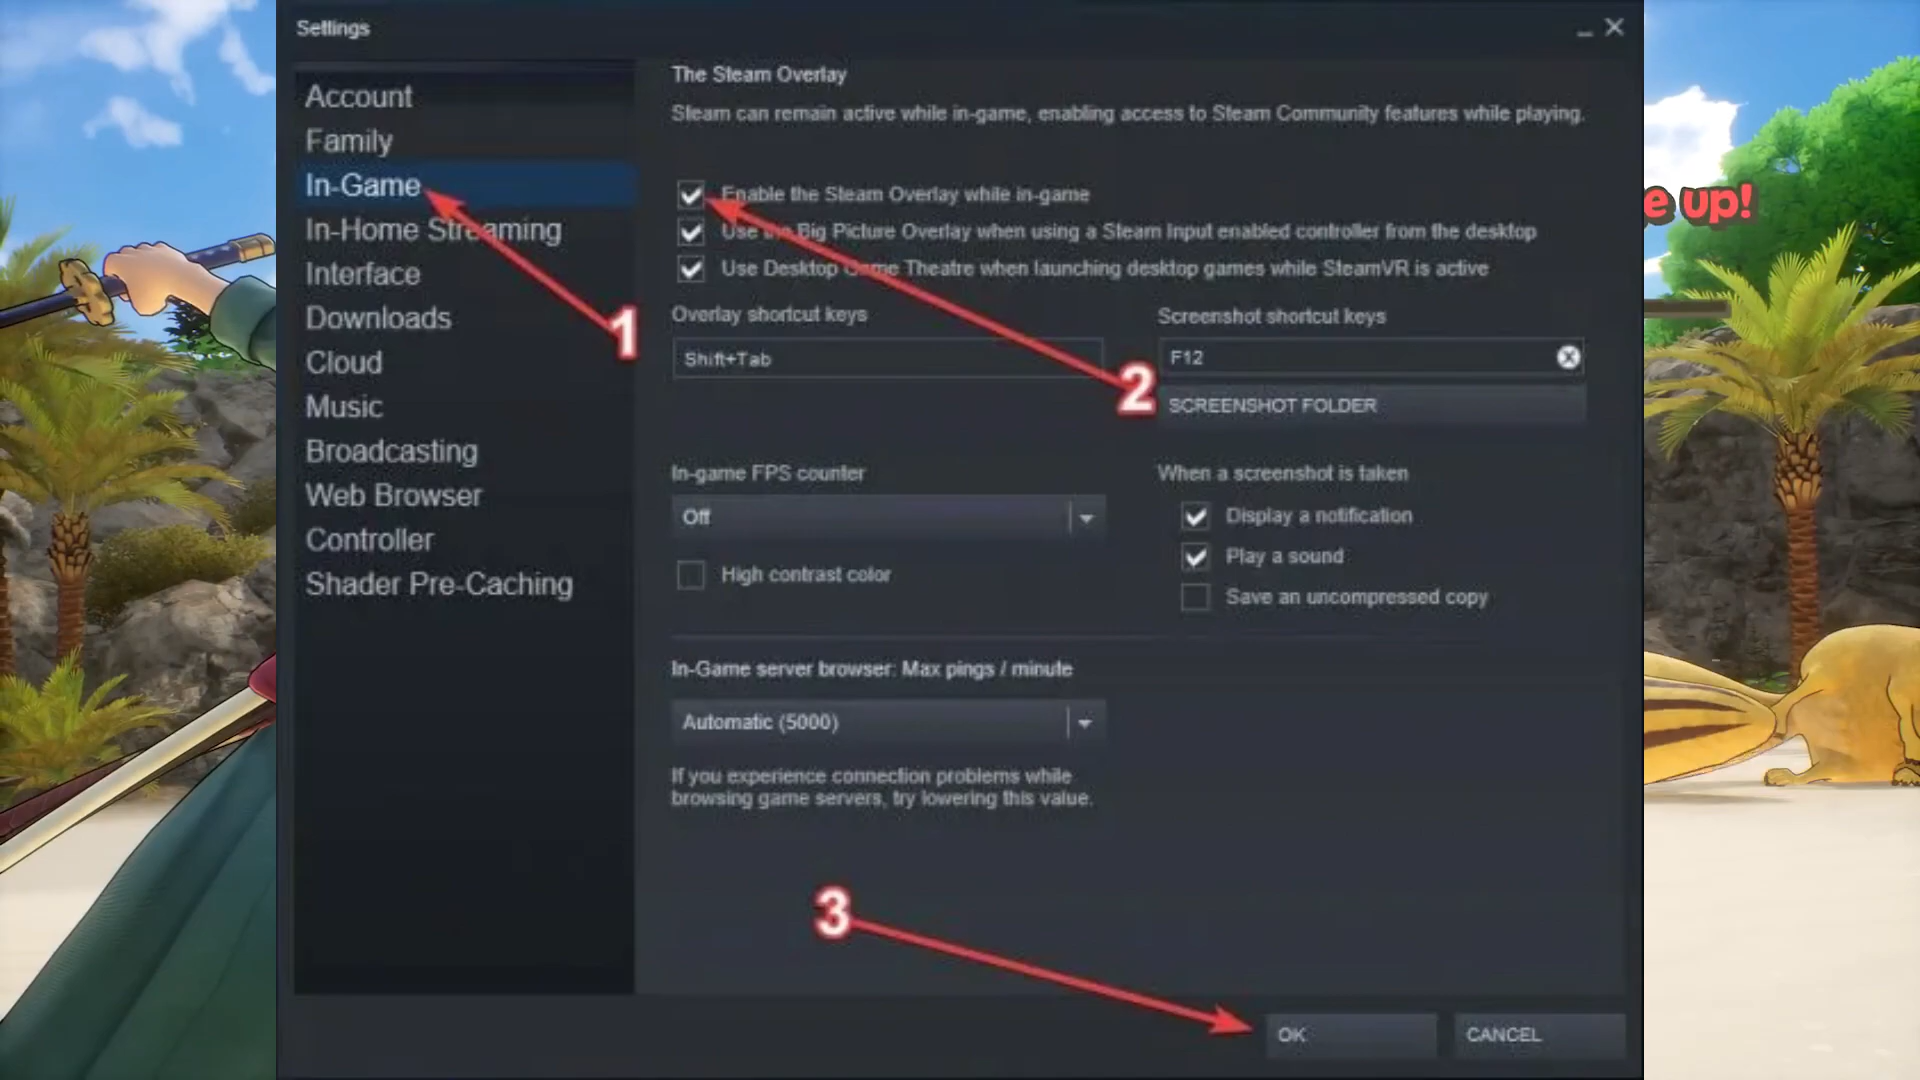 Settings
Account
Family
In-Game
In-Home Streaming
Interface
Downloads
Cloud
Music
Broadcasting
Web Browser
Controller
Shader Pre-Caching
The Steam Overlay
Steam can remain active while in-game, enabling access to Steam Community features while playing.
Enable the Steam Overlay while in-game
Use the Big Picture Overlay when using a Steam Input enabled controller from the desktop
Use Desktop Game Theatre when launching desktop games while SteamVR is active
1
Overlay shortcut keys
Shift+Tab
Screenshot shortcut keys
F12
2
SCREENSHOT FOLDER
In-game FPS counter
Off
High contrast color
When a screenshot is taken
Display a notification
Play a sound
Save an uncompressed copy
In-Game server browser: Max pings / minute
Automatic (5000)
If you experience connection problems while
browsing game servers, try lowering this value.
3
OK
CANCEL
e up!